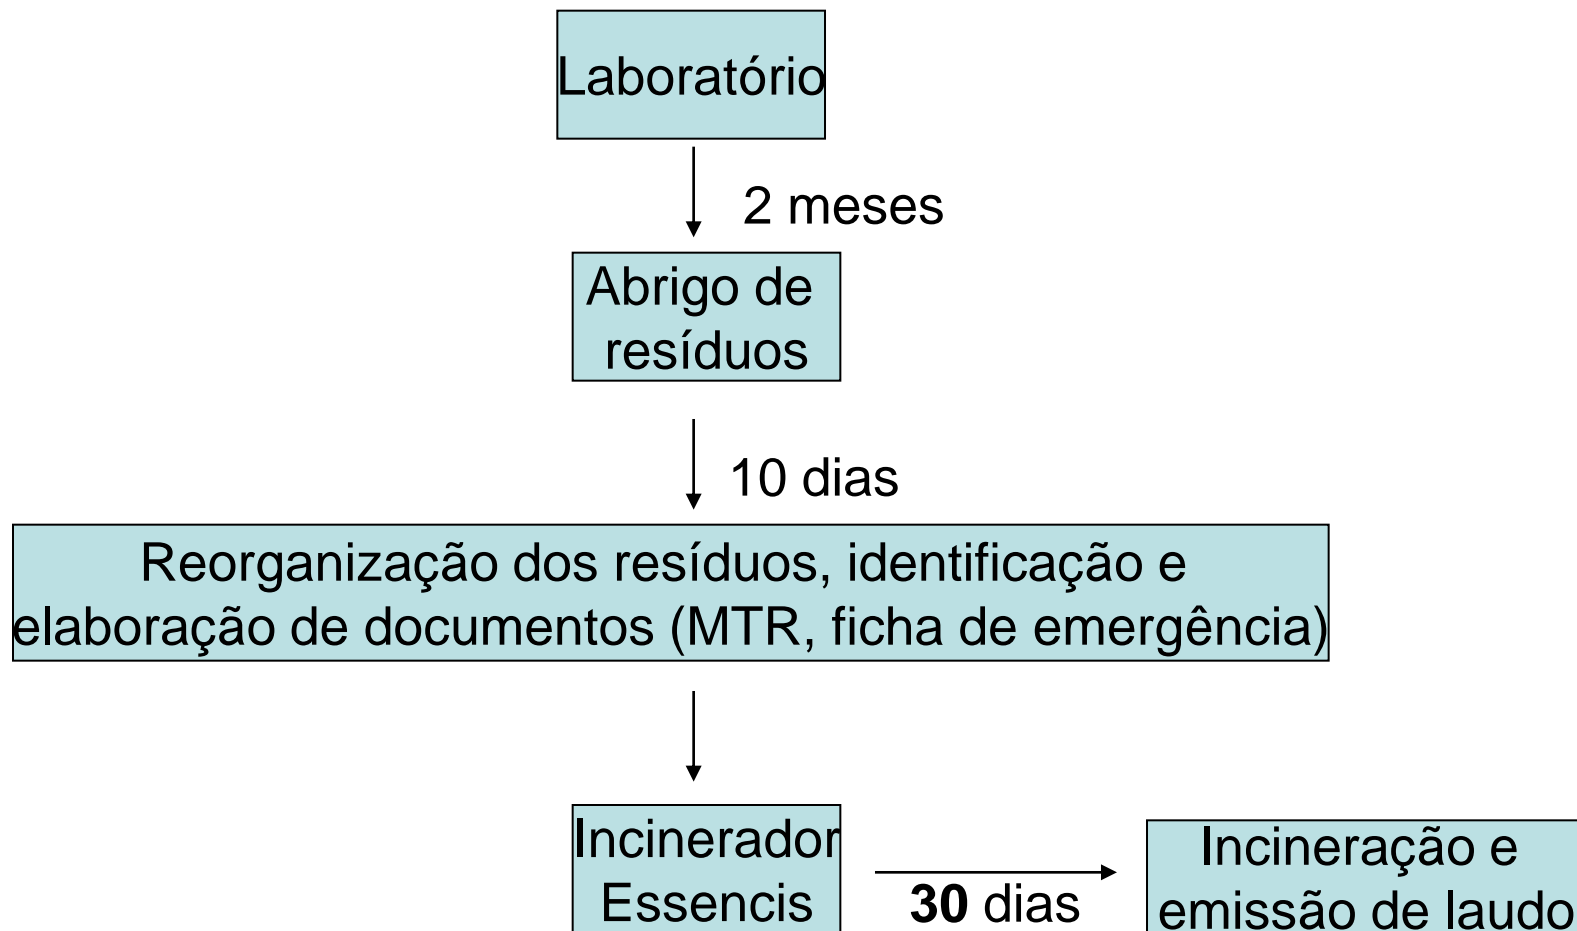 Laboratório
2 meses
Abrigo de
resíduos
10 dias
Reorganização dos resíduos, identificação e
elaboração de documentos (MTR, ficha de emergência)
Incinerador
Essencis
30 dias
Incineração e
emissão de laudo